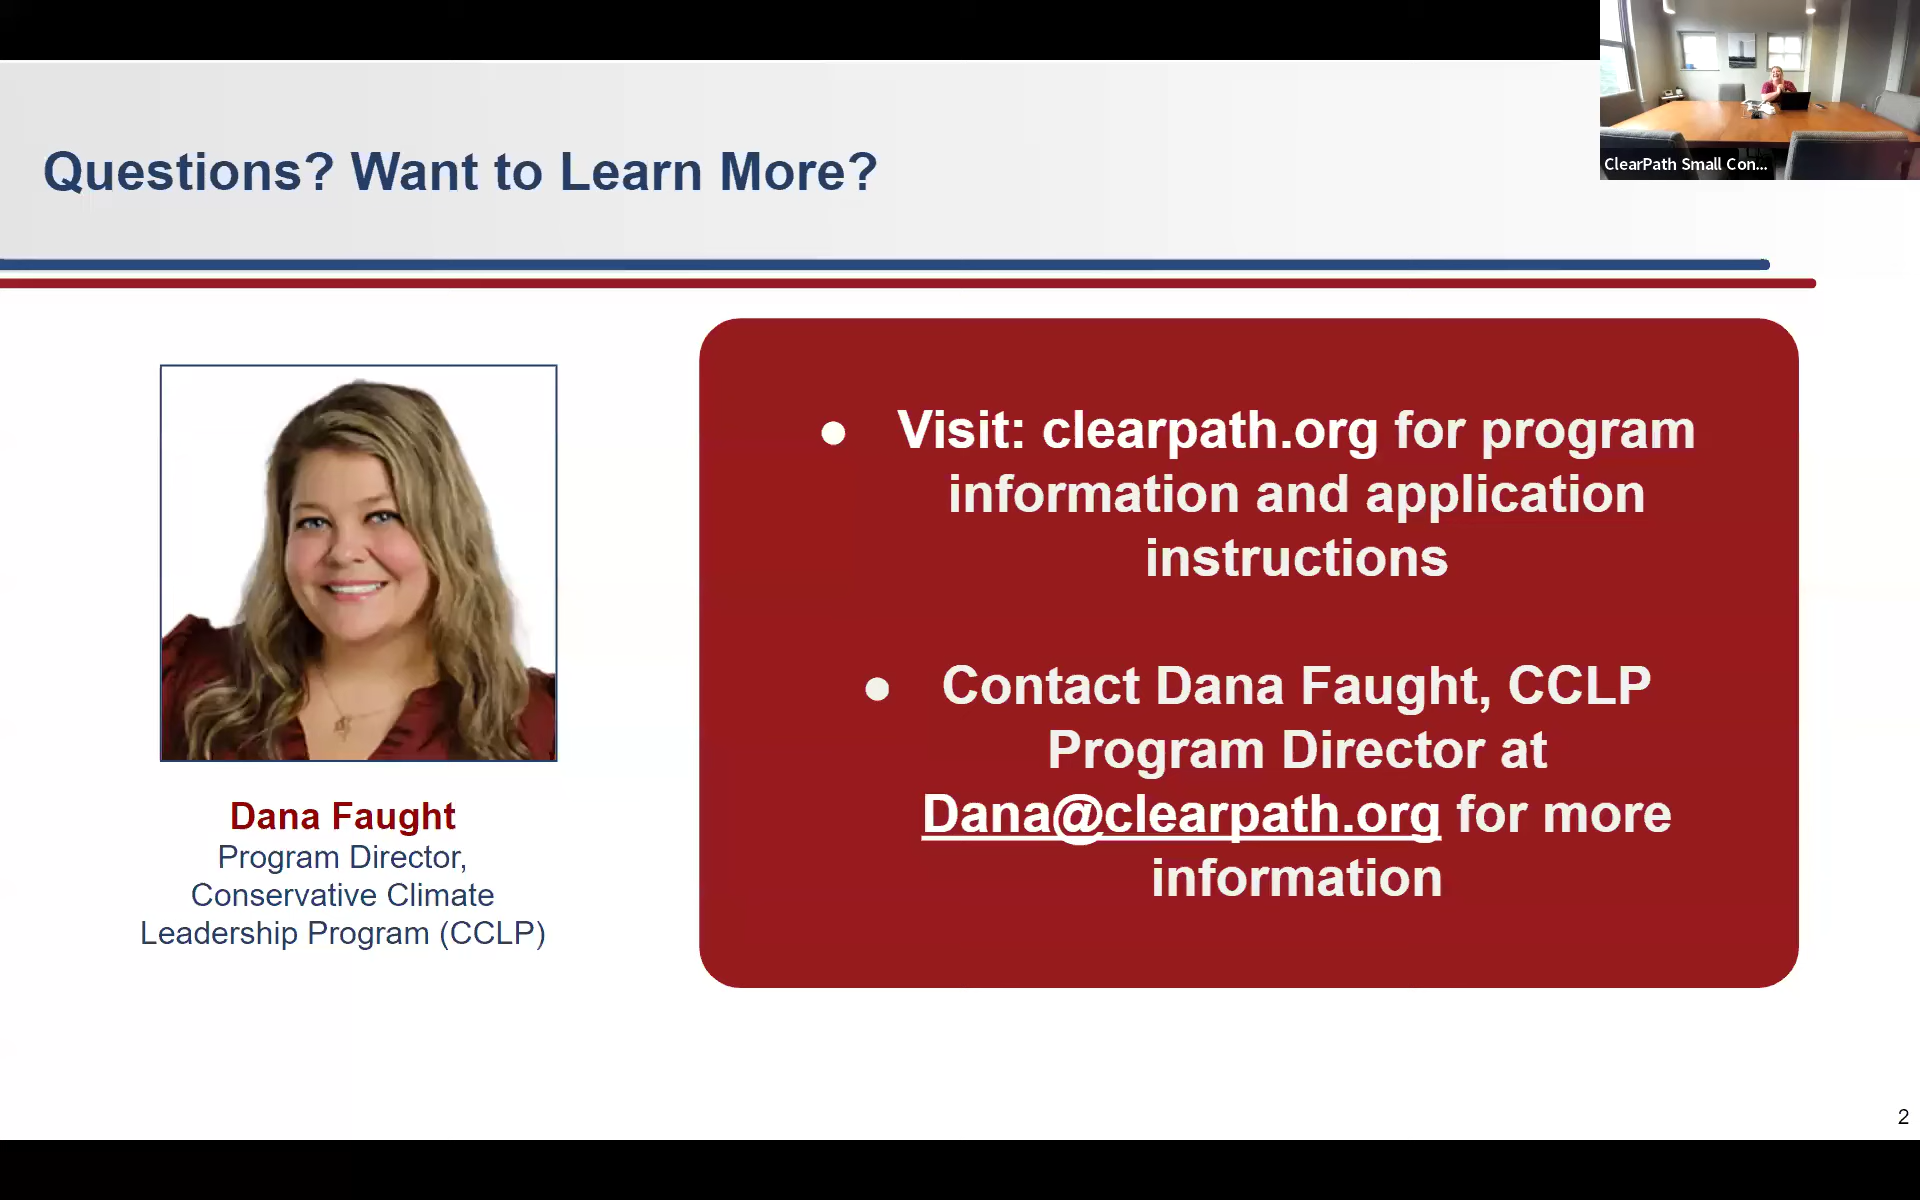 ClearPath Small Con...
Questions? Want to Learn More?
● Visit: clearpath.org for program
information and application
instructions
● Contact Dana Faught, CCLP
Program Director at
Dana@clearpath.org for more
information
Dana Faught
Program Director,
Conservative Climate
Leadership Program (CCLP)
2